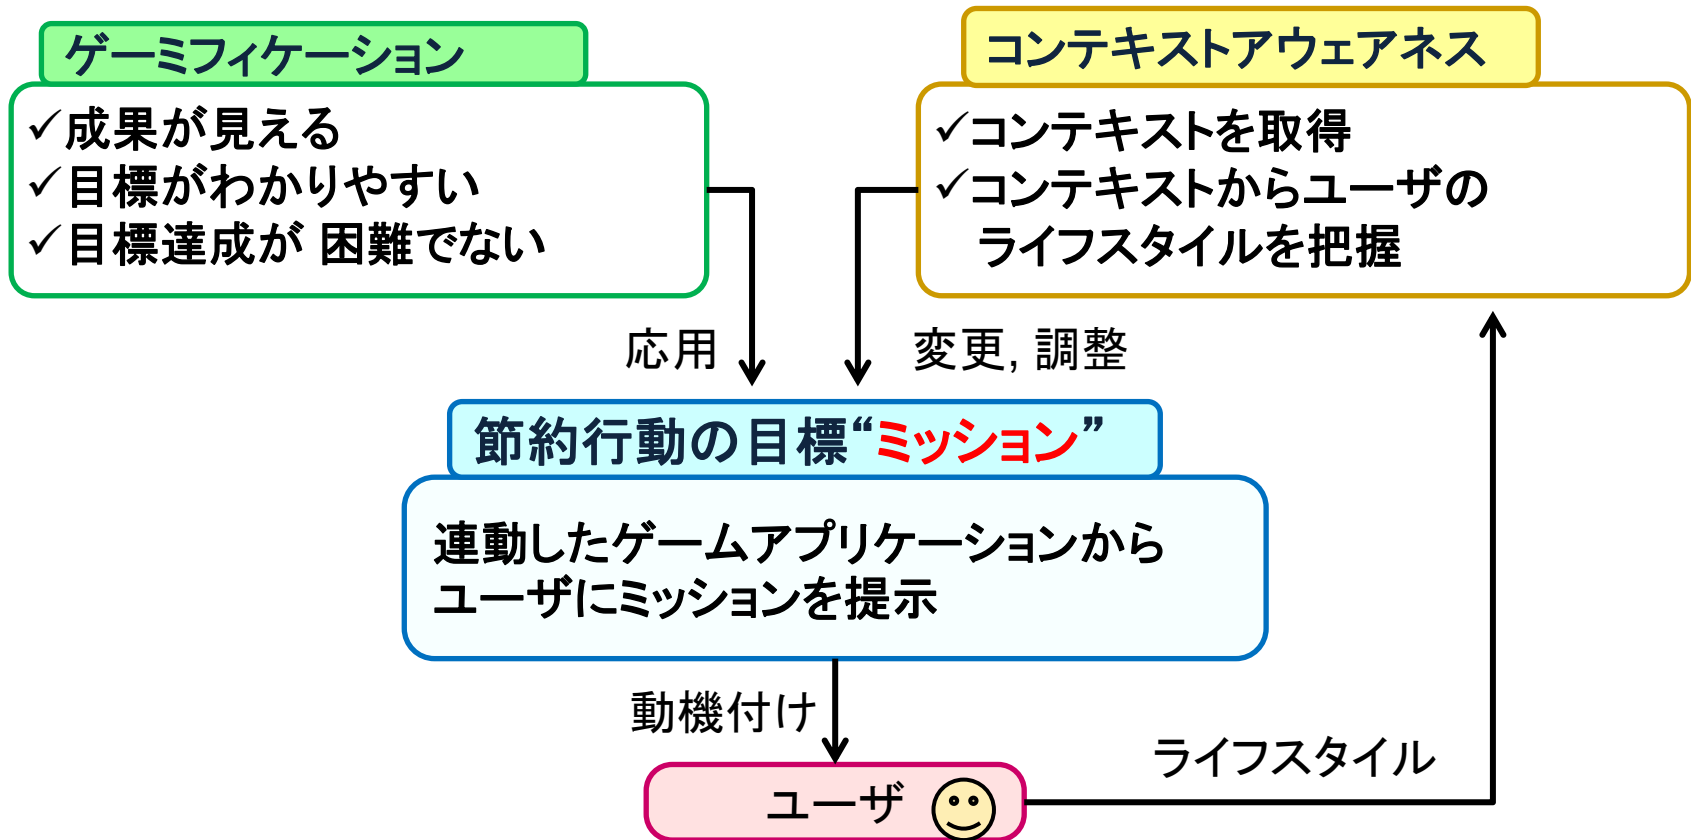 ゲーミフィケーション
✓成果が見える
✓目標がわかりやすい
✓目標達成が 困難でない
コンテキストアウェアネス
✓コンテキストを取得
✓コンテキストからユーザの
ライフスタイルを把握
応用
変更, 調整
節約行動の目標“ミッション”
連動したゲームアプリケーションから
ユーザにミッションを提示
動機付け
ライフスタイル
ユーザ